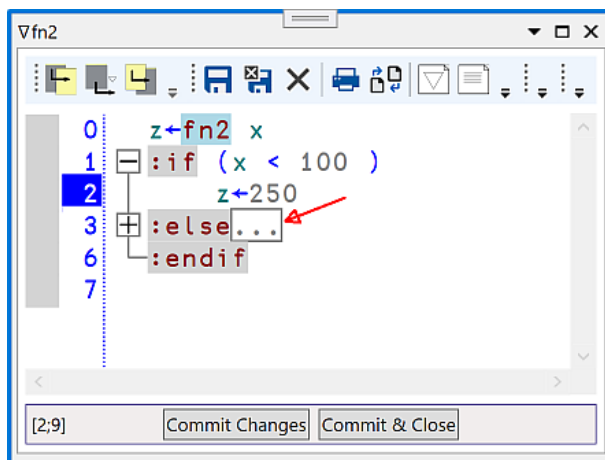 ∇fn2
0 z←fn2 x
1 :if (x < 100 )
2 z←250
3 :else...
6 :endif
7
[2;9] Commit Changes Commit & Close